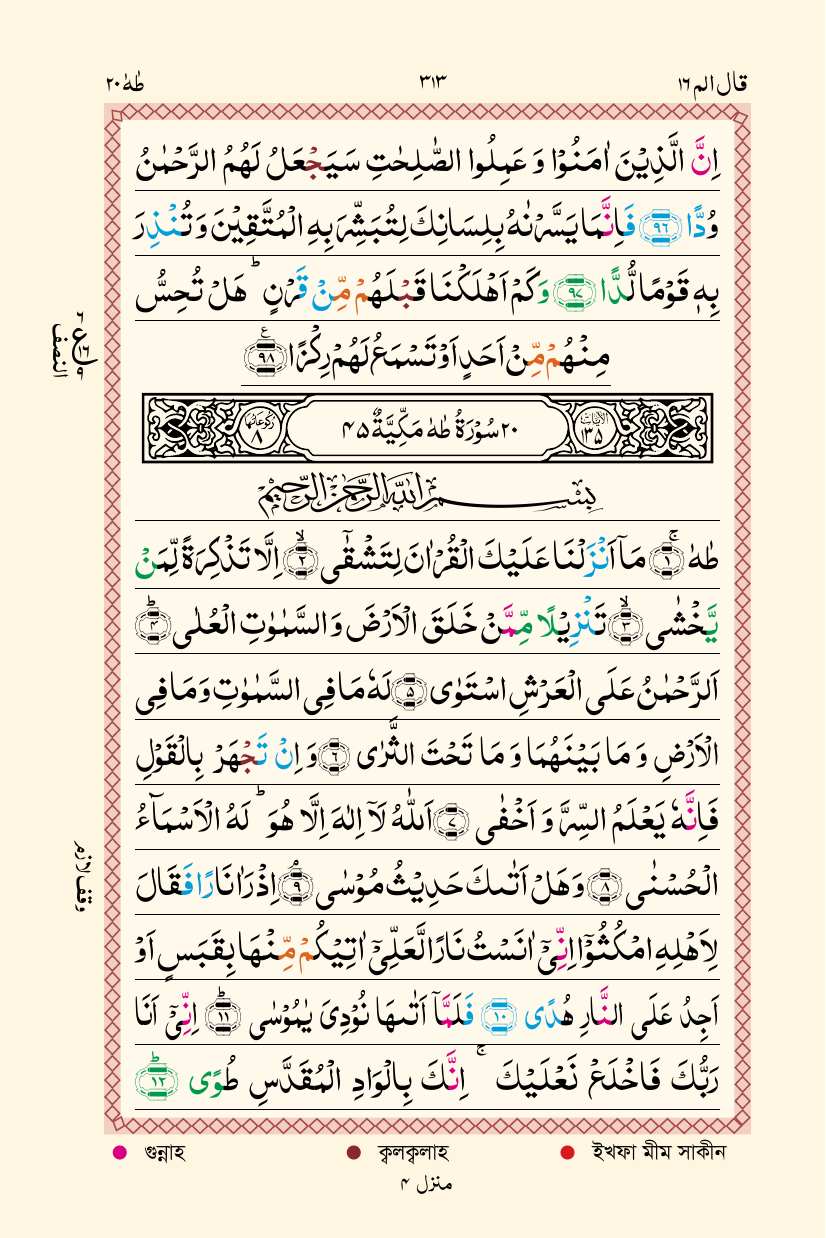 قال الم ١٦ ٣١٣ طٰهٰ ٢٠
اِنَّ الَّذِيْنَ اٰمَنُوْا وَ عَمِلُوا الصّٰلِحٰتِ سَيَجْعَلُ لَهُمُ الرَّحْمٰنُ
وُدًّا ﴿٩٦﴾ فَاِنَّمَا يَسَّرْنٰهُ بِلِسَانِكَ لِتُبَشِّرَ بِهِ الْمُتَّقِيْنَ وَ تُنْذِرَ
بِهٖ قَوْمًا لُّدًّا ﴿٩٧﴾ وَ كَمْ اَهْلَكْنَا قَبْلَهُمْ مِّنْ قَرْنٍ ؕ هَلْ تُحِسُّ
مِنْهُمْ مِّنْ اَحَدٍ اَوْ تَسْمَعُ لَهُمْ رِكْزًا ﴿٩٨﴾
ع
النصف
اٰيَاتُهَا ١٣٥ ٢٠ سُوْرَةُ طٰهٰ مَكِّيَّةٌ ٤٥ رُكُوْعَاتُهَا ٨
بِسْمِ اللّٰهِ الرَّحْمٰنِ الرَّحِيْمِ
طٰهٰ ۚ﴿١﴾ مَاۤ اَنْزَلْنَا عَلَيْكَ الْقُرْاٰنَ لِتَشْقٰۤى ۙ﴿٢﴾ اِلَّا تَذْكِرَةً لِّمَنْ
يَّخْشٰى ۙ﴿٣﴾ تَنْزِيْلًا مِّمَّنْ خَلَقَ الْاَرْضَ وَ السَّمٰوٰتِ الْعُلٰى ؕ﴿٤﴾
اَلرَّحْمٰنُ عَلَى الْعَرْشِ اسْتَوٰى ﴿٥﴾ لَهٗ مَا فِى السَّمٰوٰتِ وَ مَا فِى
الْاَرْضِ وَ مَا بَيْنَهُمَا وَ مَا تَحْتَ الثَّرٰى ﴿٦﴾ وَ اِنْ تَجْهَرْ بِالْقَوْلِ
فَاِنَّهٗ يَعْلَمُ السِّرَّ وَ اَخْفٰى ﴿٧﴾ اَللّٰهُ لَاۤ اِلٰهَ اِلَّا هُوَ ؕ لَهُ الْاَسْمَآءُ
الْحُسْنٰى ﴿٨﴾ وَ هَلْ اَتٰىكَ حَدِيْثُ مُوْسٰى ۘ﴿٩﴾ اِذْ رَاٰ نَارًا فَقَالَ
وقف لازم
لِاَهْلِهِ امْكُثُوْۤا اِنِّىْۤ اٰنَسْتُ نَارًا لَّعَلِّىْۤ اٰتِيْكُمْ مِّنْهَا بِقَبَسٍ اَوْ
اَجِدُ عَلَى النَّارِ هُدًى ﴿١٠﴾ فَلَمَّاۤ اَتٰىهَا نُوْدِىَ يٰمُوْسٰى ؕ﴿١١﴾ اِنِّىْۤ اَنَا
رَبُّكَ فَاخْلَعْ نَعْلَيْكَ ۚ اِنَّكَ بِالْوَادِ الْمُقَدَّسِ طُوًى ؕ﴿١٢﴾
গুন্নাহ ক্বলক্বলাহ ইখফা মীম সাকীন
منزل ٤